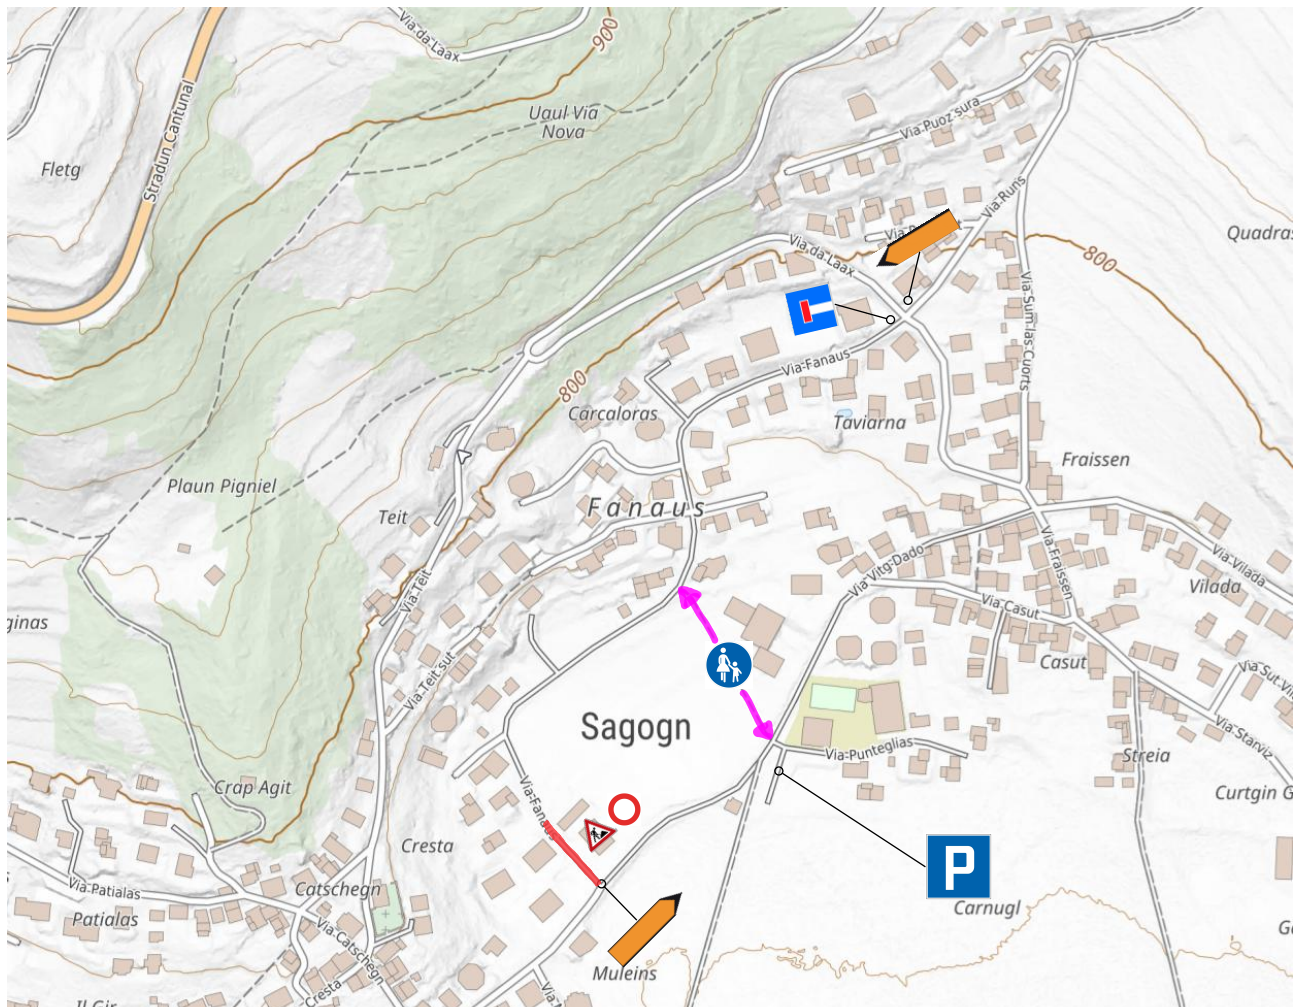 Via da Laax
900
Stradun Cantunal
Uaul Via
Nova
Fletg
Via Puoz sura
Via Runs
Quadras
Via da Laax
800
Via Sum las Cuorts
Via Fanaus
800
Carcaloras
Taviarna
Fraissen
Plaun Pigniel
Teit
Fanaus
Via Vitg Dado
Via Fraissen
Via Vilada
Vilada
Via Teit
Via Casut
ginas
Casut
Via Sut Vil
Via Teit sut
Sagogn
Via Punteglias
Via Starviz
Streia
Crap Agit
Via Fanaus
Curtgin G
Cresta
P
Via Patialas
Catschegn
Patialas
Carnugl
Via Catschegn
Muleins
Cresta
Via
Il Gir